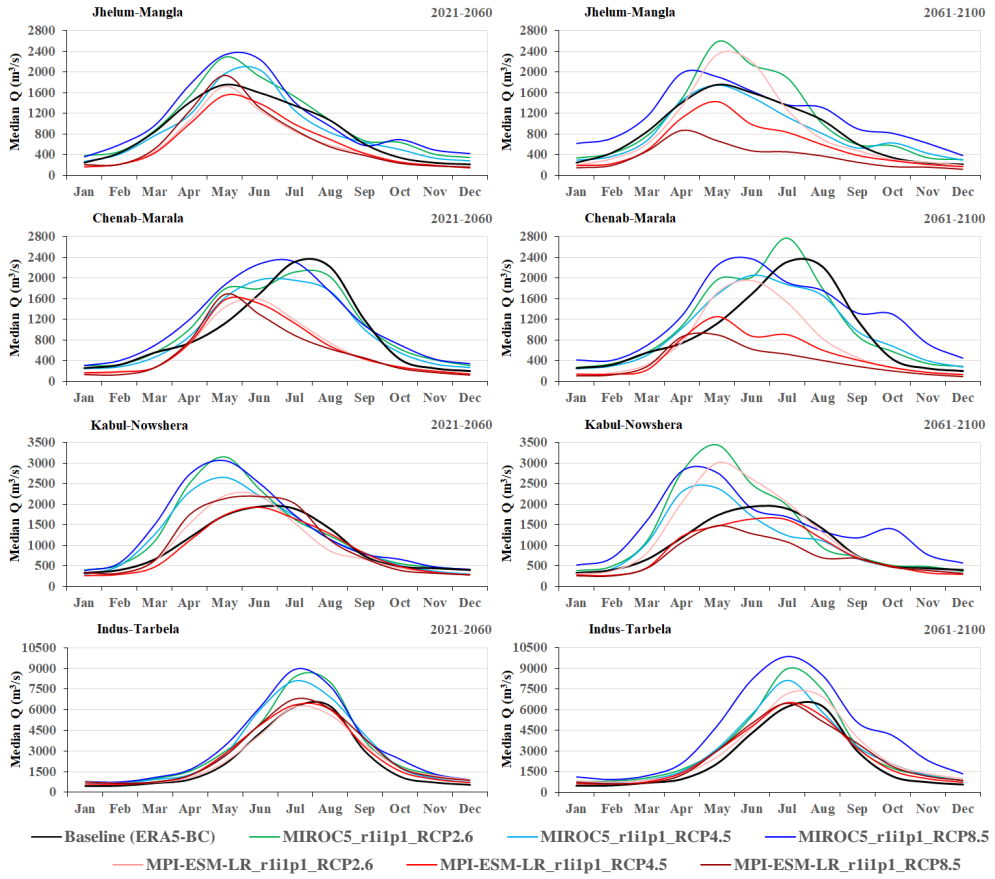 Jhelum-Mangla 2021-2060
Median Q (m³/s)
2800
2400
2000
1600
1200
800
400
0
Jan Feb Mar Apr May Jun Jul Aug Sep Oct Nov Dec
Jhelum-Mangla 2061-2100
Median Q (m³/s)
2800
2400
2000
1600
1200
800
400
0
Jan Feb Mar Apr May Jun Jul Aug Sep Oct Nov Dec
Chenab-Marala 2021-2060
Median Q (m³/s)
2800
2400
2000
1600
1200
800
400
0
Jan Feb Mar Apr May Jun Jul Aug Sep Oct Nov Dec
Chenab-Marala 2061-2100
Median Q (m³/s)
2800
2400
2000
1600
1200
800
400
0
Jan Feb Mar Apr May Jun Jul Aug Sep Oct Nov Dec
Kabul-Nowshera 2021-2060
Median Q (m³/s)
3500
3000
2500
2000
1500
1000
500
0
Jan Feb Mar Apr May Jun Jul Aug Sep Oct Nov Dec
Kabul-Nowshera 2061-2100
Median Q (m³/s)
3500
3000
2500
2000
1500
1000
500
0
Jan Feb Mar Apr May Jun Jul Aug Sep Oct Nov Dec
Indus-Tarbela 2021-2060
Median Q (m³/s)
10500
9000
7500
6000
4500
3000
1500
0
Jan Feb Mar Apr May Jun Jul Aug Sep Oct Nov Dec
Indus-Tarbela 2061-2100
Median Q (m³/s)
10500
9000
7500
6000
4500
3000
1500
0
Jan Feb Mar Apr May Jun Jul Aug Sep Oct Nov Dec
Baseline (ERA5-BC) MIROC5_r1i1p1_RCP2.6 MIROC5_r1i1p1_RCP4.5 MIROC5_r1i1p1_RCP8.5
MPI-ESM-LR_r1i1p1_RCP2.6 MPI-ESM-LR_r1i1p1_RCP4.5 MPI-ESM-LR_r1i1p1_RCP8.5